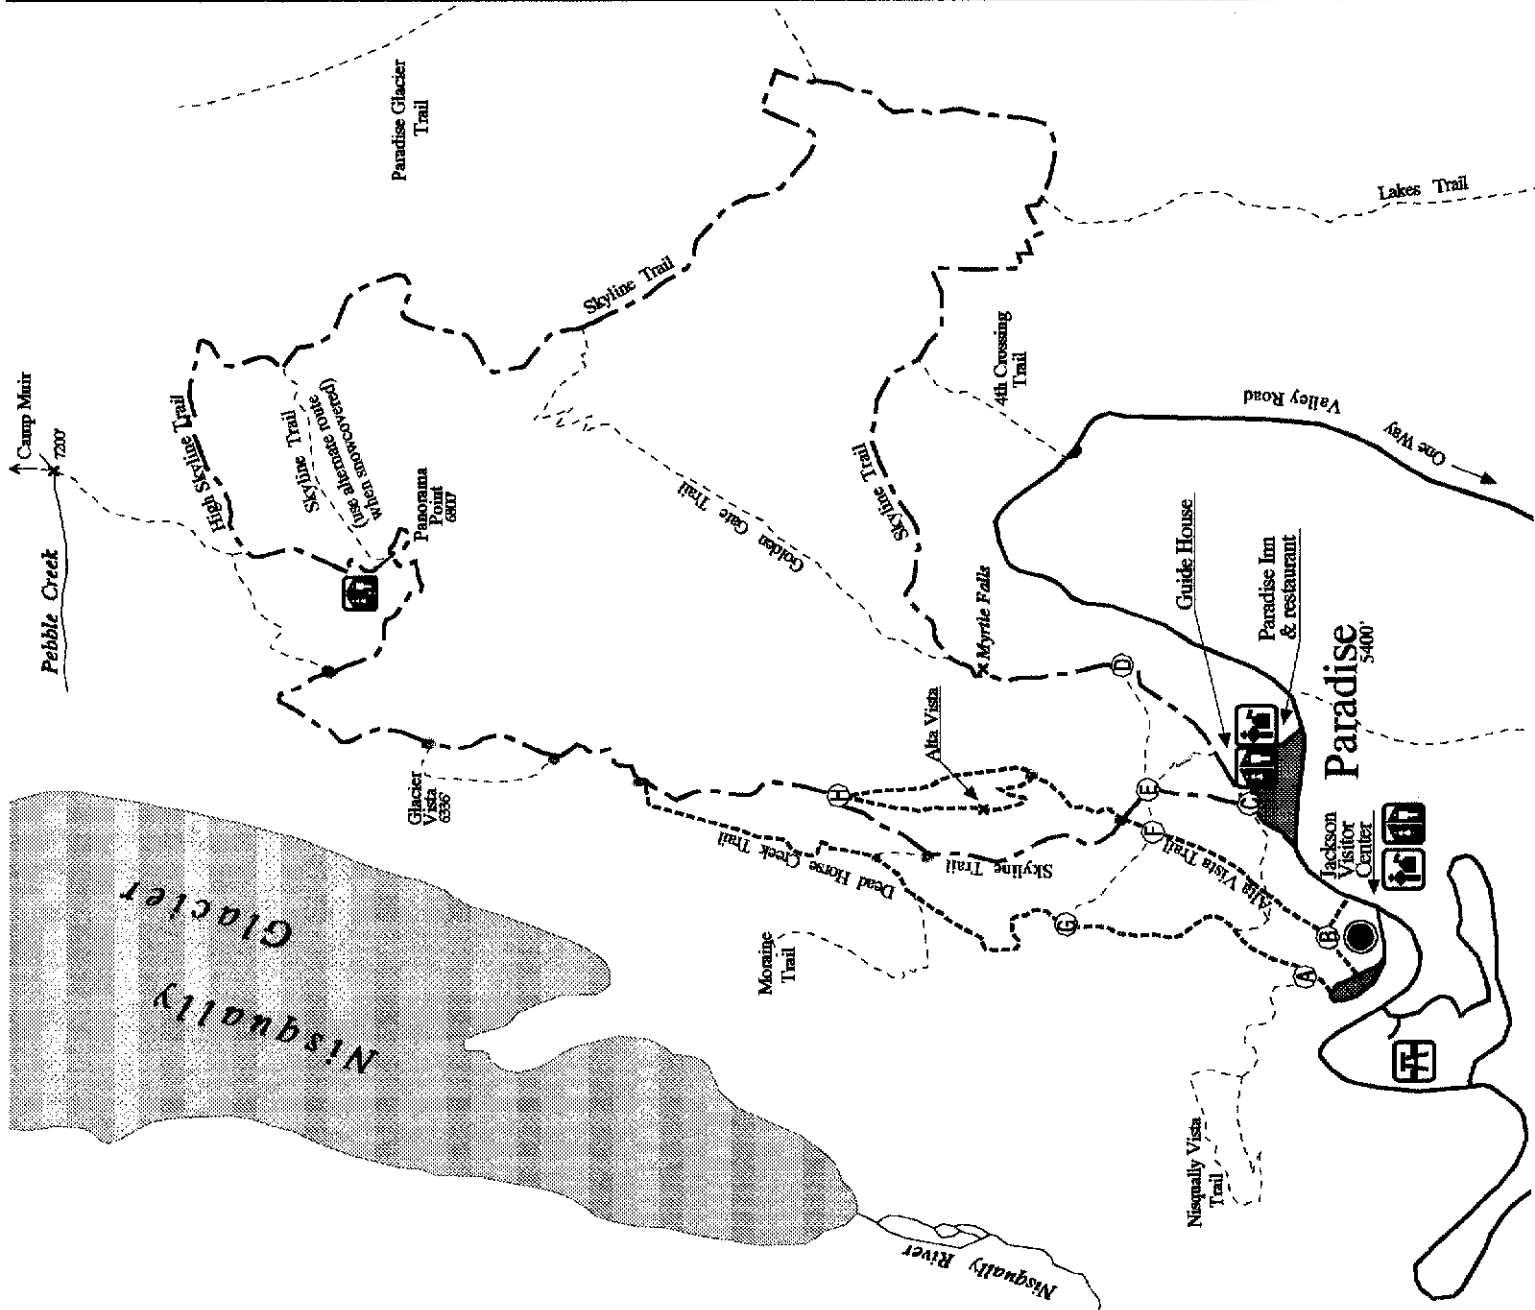 Camp Muir
7200'
Pebble Creek
High Skyline Trail
Skyline Trail
(use alternate route
when snowcovered)
Panorama
Point
6800'
Paradise Glacier
Trail
Skyline Trail
Glacier
Vista
6336'
Nisqually
Glacier
Golden Gate Trail
Skyline Trail
4th Crossing
Trail
Lakes Trail
Valley Road
One Way
Myrtle Falls
Alta Vista
Guide House
Paradise Inn
& restaurant
Paradise
5400'
Jackson
Visitor
Center
Dead Horse Creek Trail
Skyline Trail
Alta Vista Trail
Moraine
Trail
Nisqually Vista
Trail
Nisqually
River
H
D
E
F
C
G
B
A